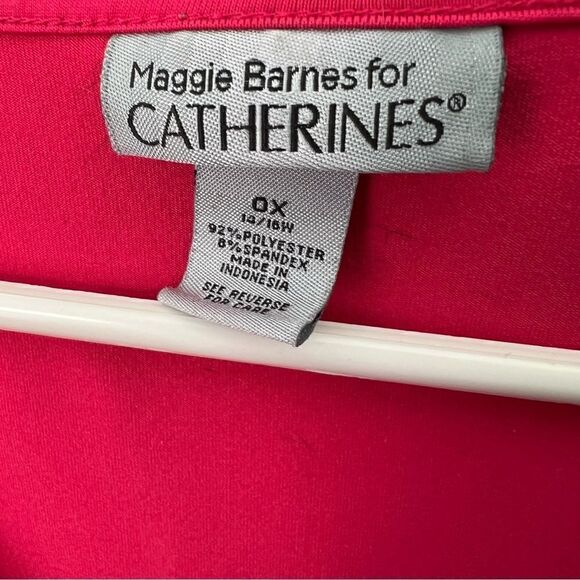 Maggie Barnes for
CATHERINES®
0X
14/16W
92%POLYESTER
8%SPANDEX
MADE IN
INDONESIA
SEE REVERSE
FOR CARE